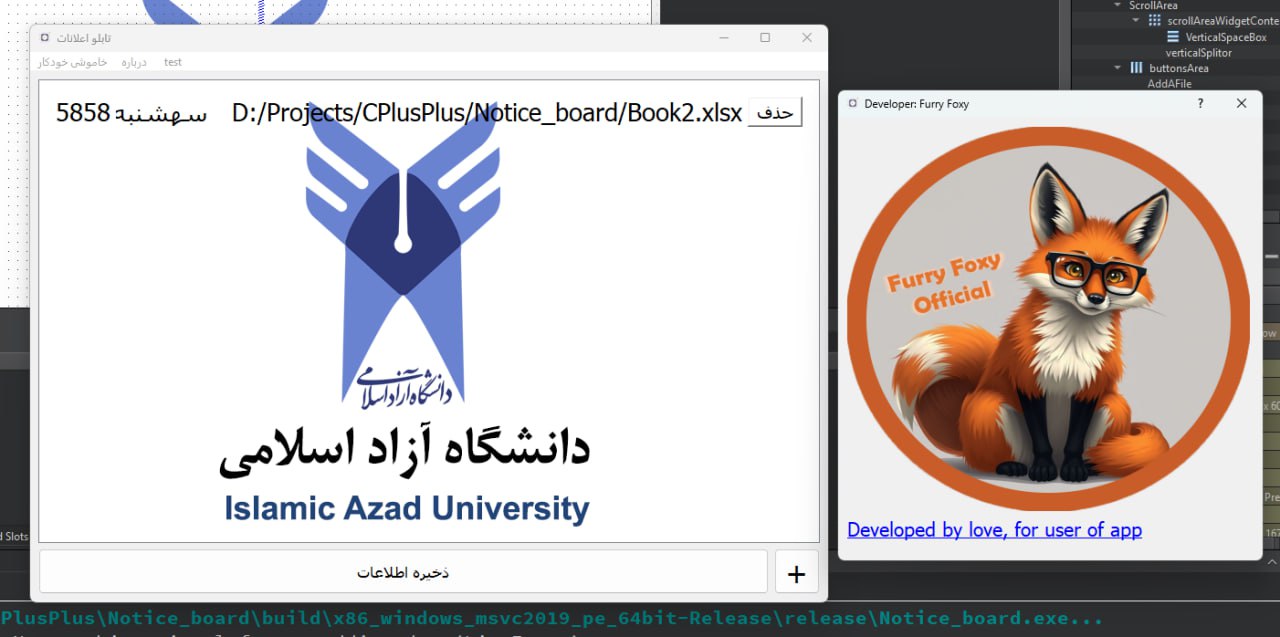 تابلو اعلانات
خاموشی خودکار درباره test
سه‎شنبه 5858 D:/Projects/CPlusPlus/Notice_board/Book2.xlsx حذف
دانشگاه آزاد اسلامی
دانشگاه آزاد اسلامی
Islamic Azad University
ذخیره اطلاعات +
Developer: Furry Foxy ?
Furry Foxy
Official
Developed by love, for user of app
ScrollArea
scrollAreaWidgetConte
VerticalSpaceBox
verticalSplitor
buttonsArea
AddAFile
d Slots
PlusPlus\Notice_board\build\x86_windows_msvc2019_pe_64bit-Release\release\Notice_board.exe...